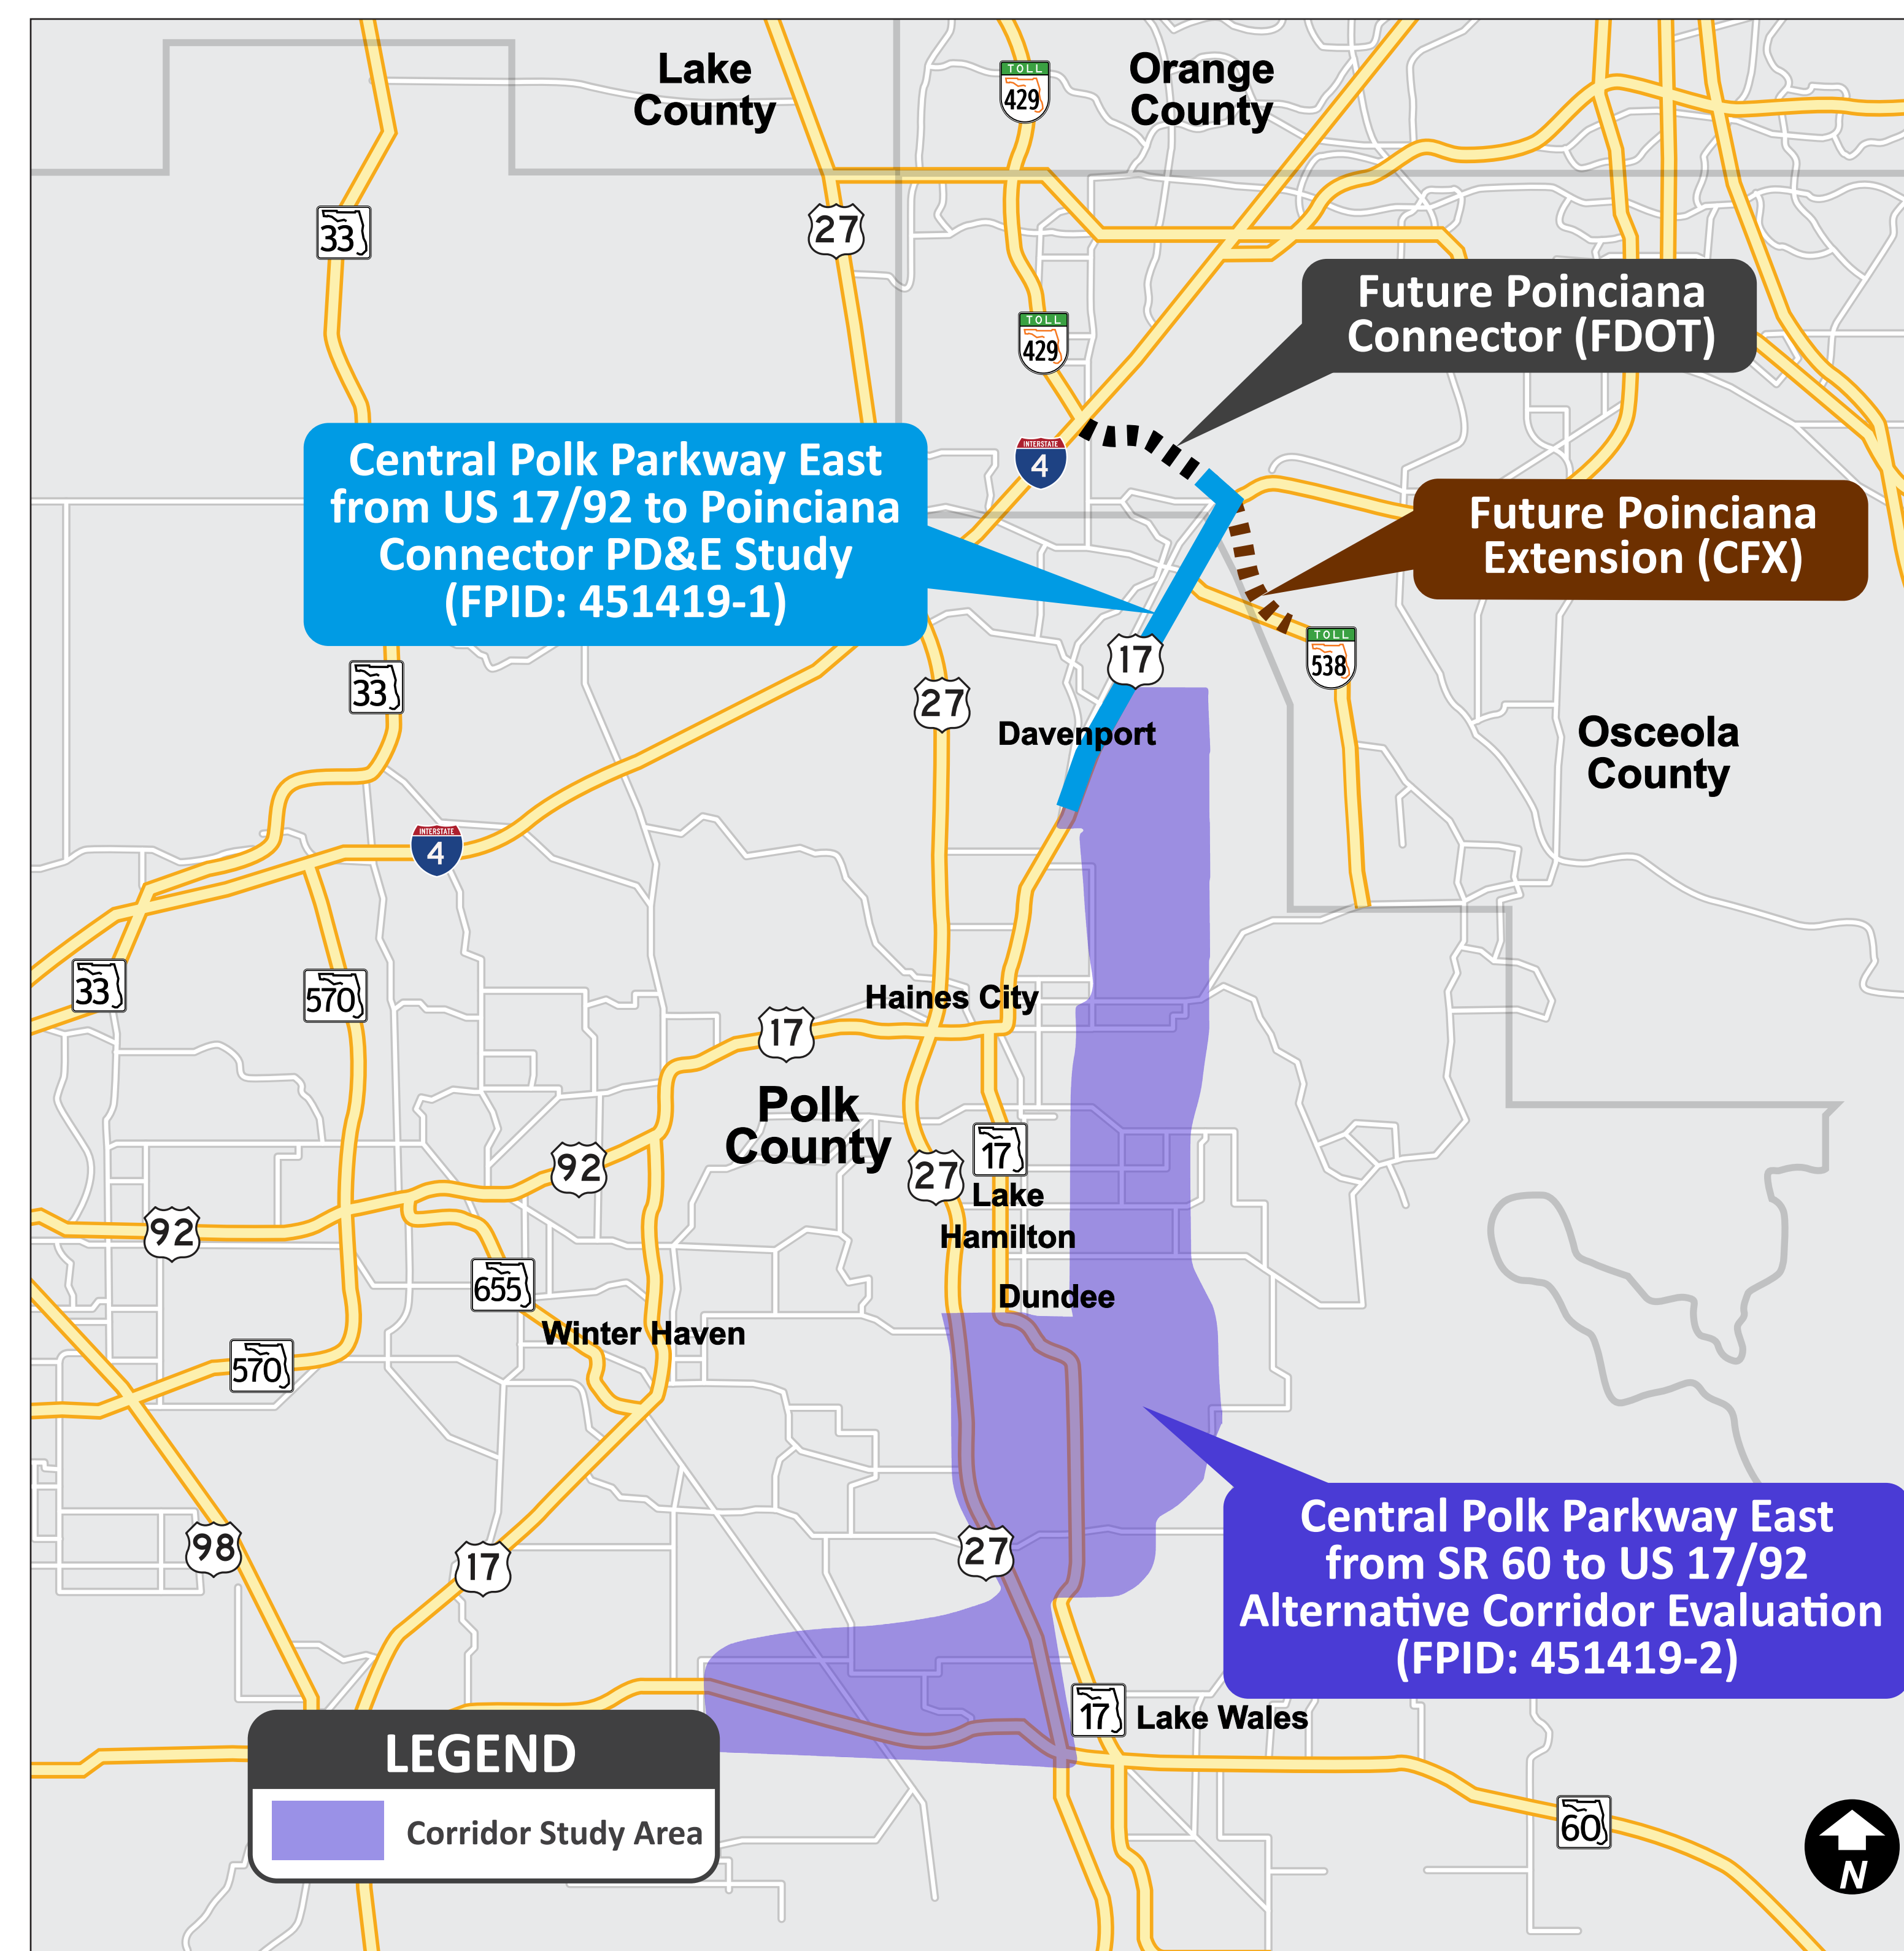 Lake
County
Orange
County
TOLL
429
33
27
Future Poinciana
Connector (FDOT)
TOLL
429
INTERSTATE
4
Central Polk Parkway East
from US 17/92 to Poinciana
Connector PD&E Study
(FPID: 451419-1)
Future Poinciana
Extension (CFX)
17
TOLL
538
33
27
Davenport
Osceola
County
INTERSTATE
4
33
570
Haines City
17
Polk
County
92
27
17
Lake
Hamilton
92
655
Dundee
Winter Haven
570
98
17
27
Central Polk Parkway East
from SR 60 to US 17/92
Alternative Corridor Evaluation
(FPID: 451419-2)
17
Lake Wales
LEGEND
Corridor Study Area
60
N